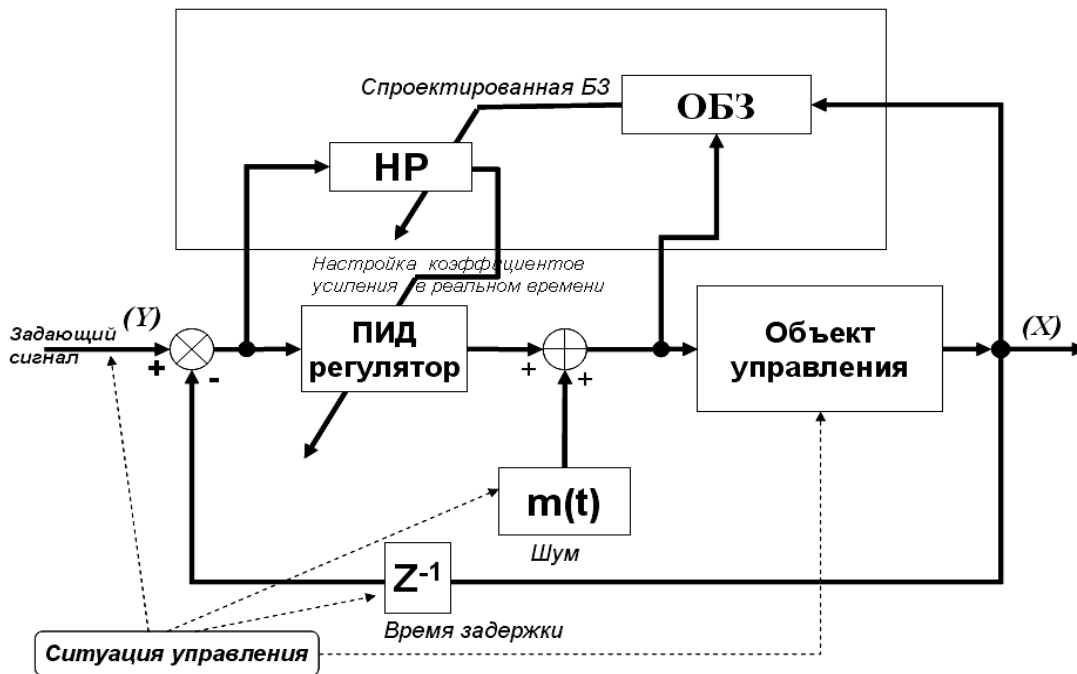 Спроектированная БЗ
ОБЗ
НР
Настройка коэффициентов
усиления в реальном времени
(Y)
Задающий
сигнал
+
-
ПИД
регулятор
+
+
Объект
управления
(X)
m(t)
Шум
Z-1
Время задержки
Ситуация управления